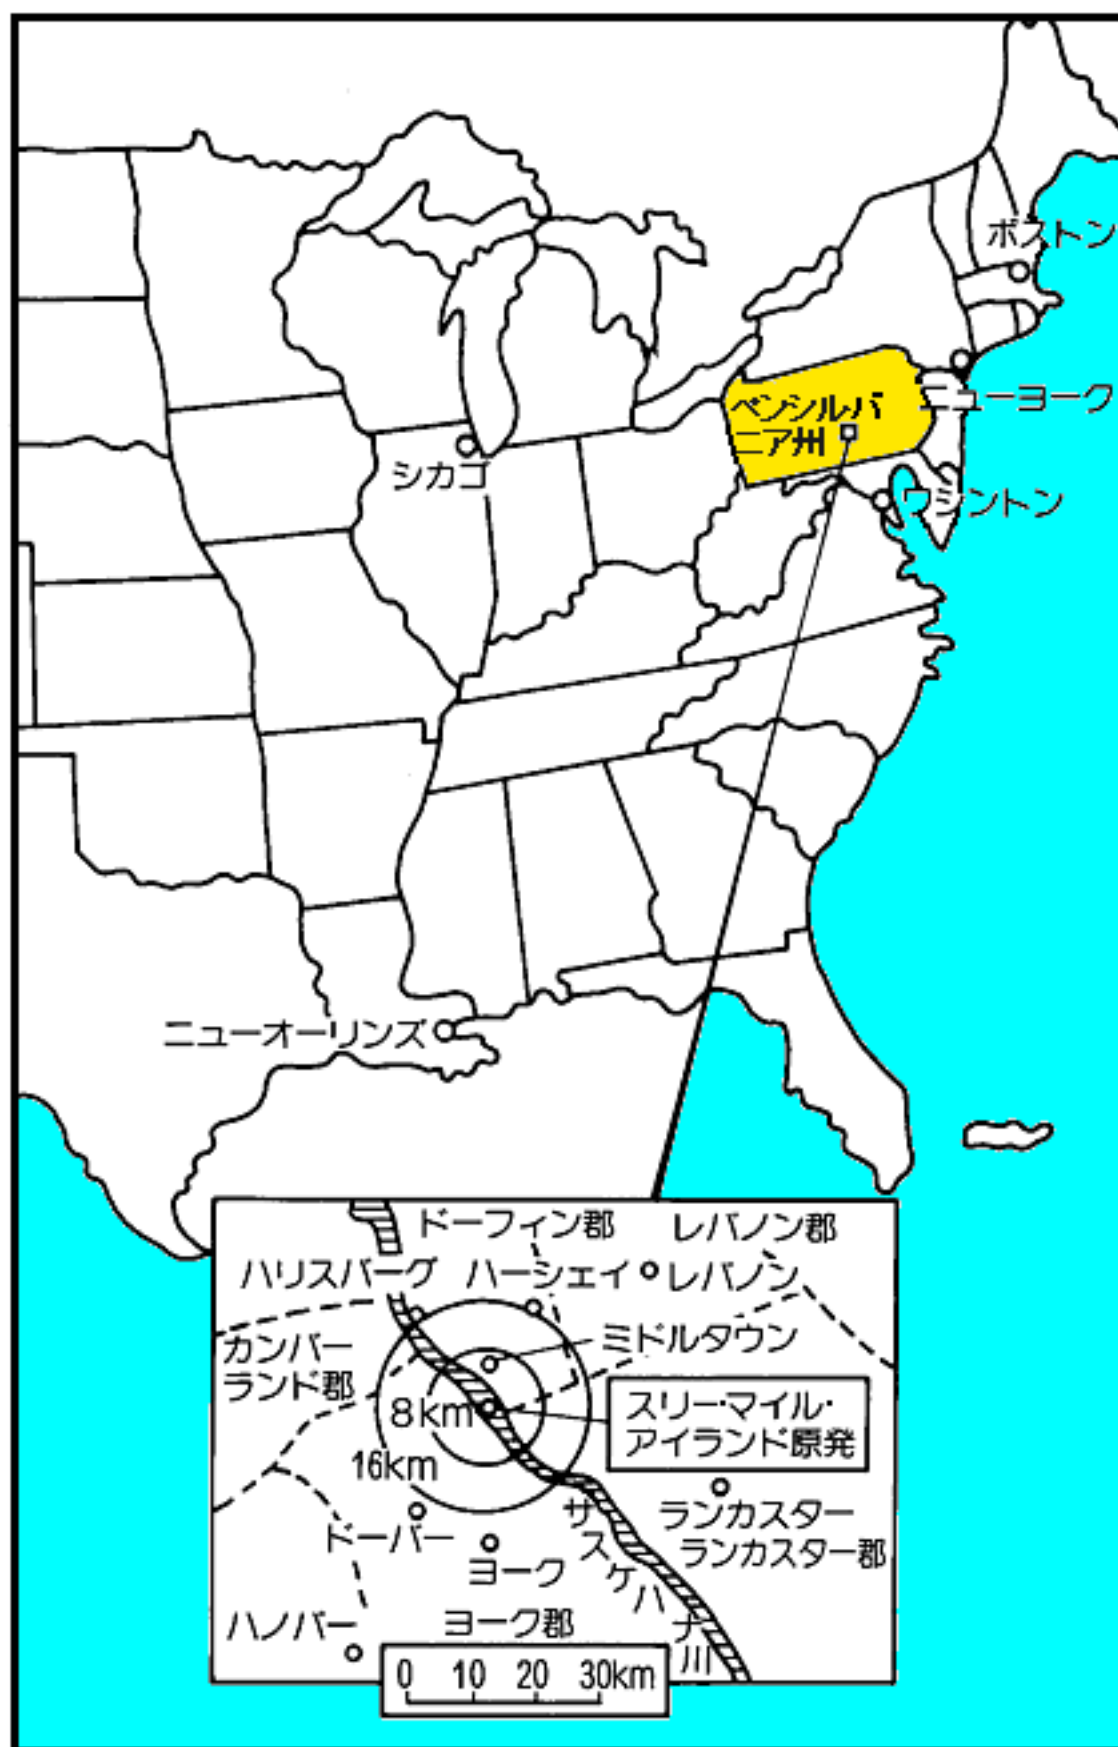 ボストン
ニューヨーク
ペンシルバ
ニア州
シカゴ
ワシントン
ニューオーリンズ
ドーフィン郡
レバノン郡
ハリスバーグ
ハーシェイ
レバノン
ミドルタウン
カンバー
ランド郡
8km
スリー・マイル・
アイランド原発
16km
ランカスター
ランカスター郡
ドーバー
サスケハナ川
ヨーク
ハノバー
ヨーク郡
0 10 20 30km